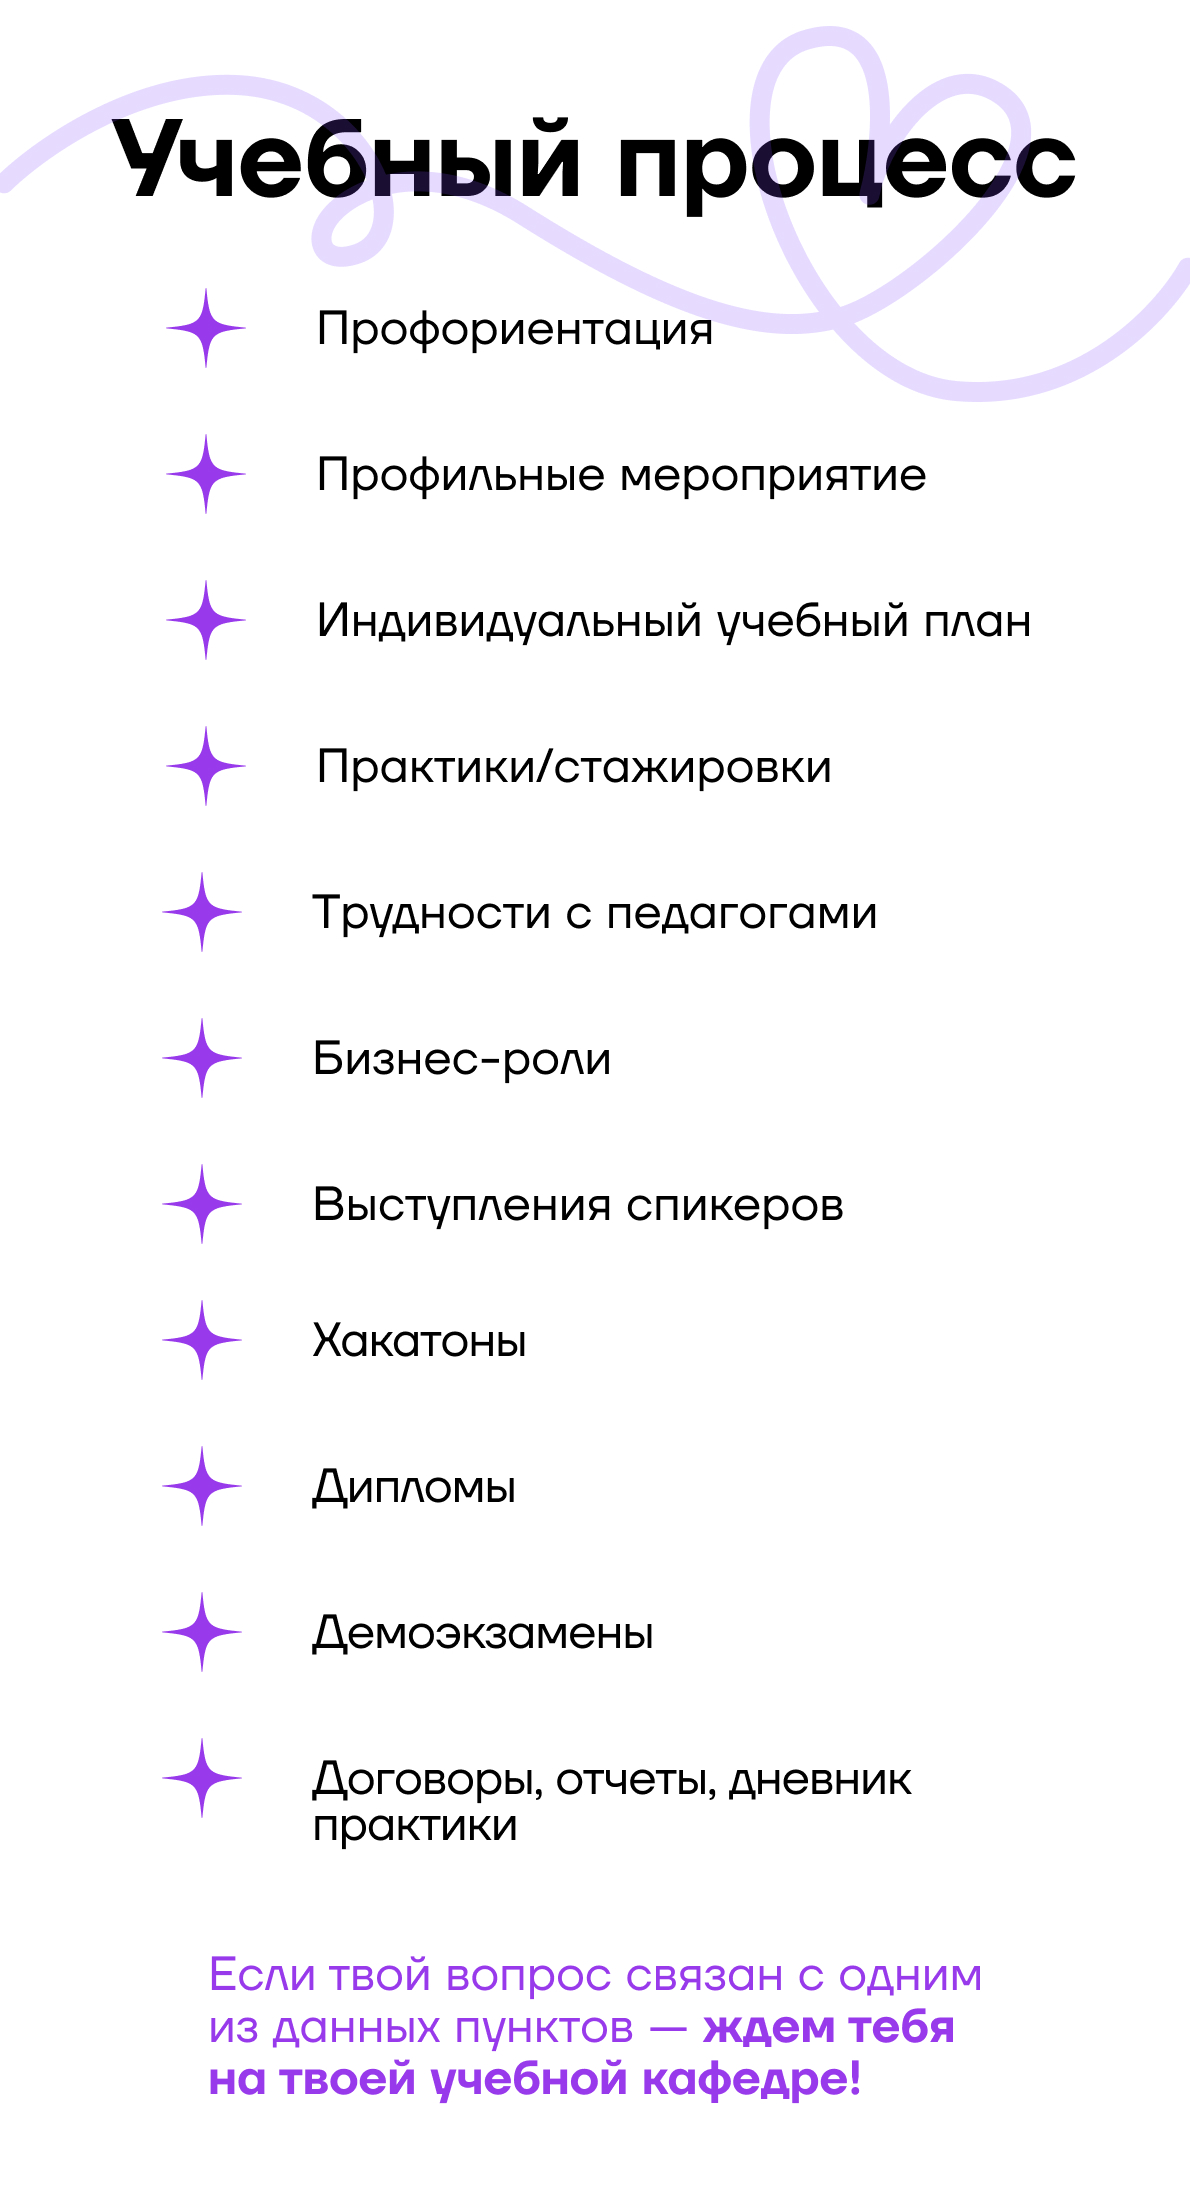 Учебный процесс
Профориентация
Профильные мероприятие
Индивидуальный учебный план
Практики/стажировки
Трудности с педагогами
Бизнес-роли
Выступления спикеров
Хакатоны
Дипломы
Демоэкзамены
Договоры, отчеты, дневник
практики
Если твой вопрос связан с одним
из данных пунктов — ждем тебя
на твоей учебной кафедре!